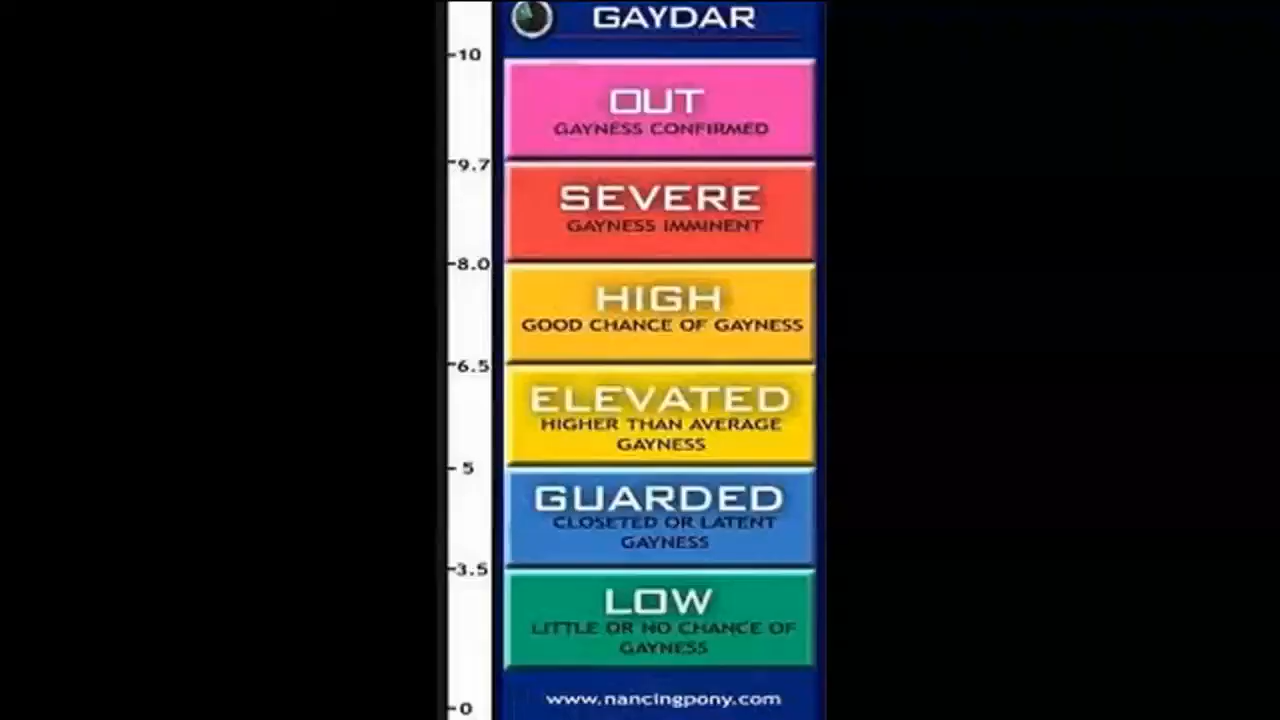 GAYDAR
10
OUT
GAYNESS CONFIRMED
9.7
SEVERE
GAYNESS IMMINENT
8.0
HIGH
GOOD CHANCE OF GAYNESS
6.5
ELEVATED
HIGHER THAN AVERAGE
GAYNESS
5
GUARDED
CLOSETED OR LATENT
GAYNESS
3.5
LOW
LITTLE OR NO CHANCE OF
GAYNESS
www.nancingpony.com
0